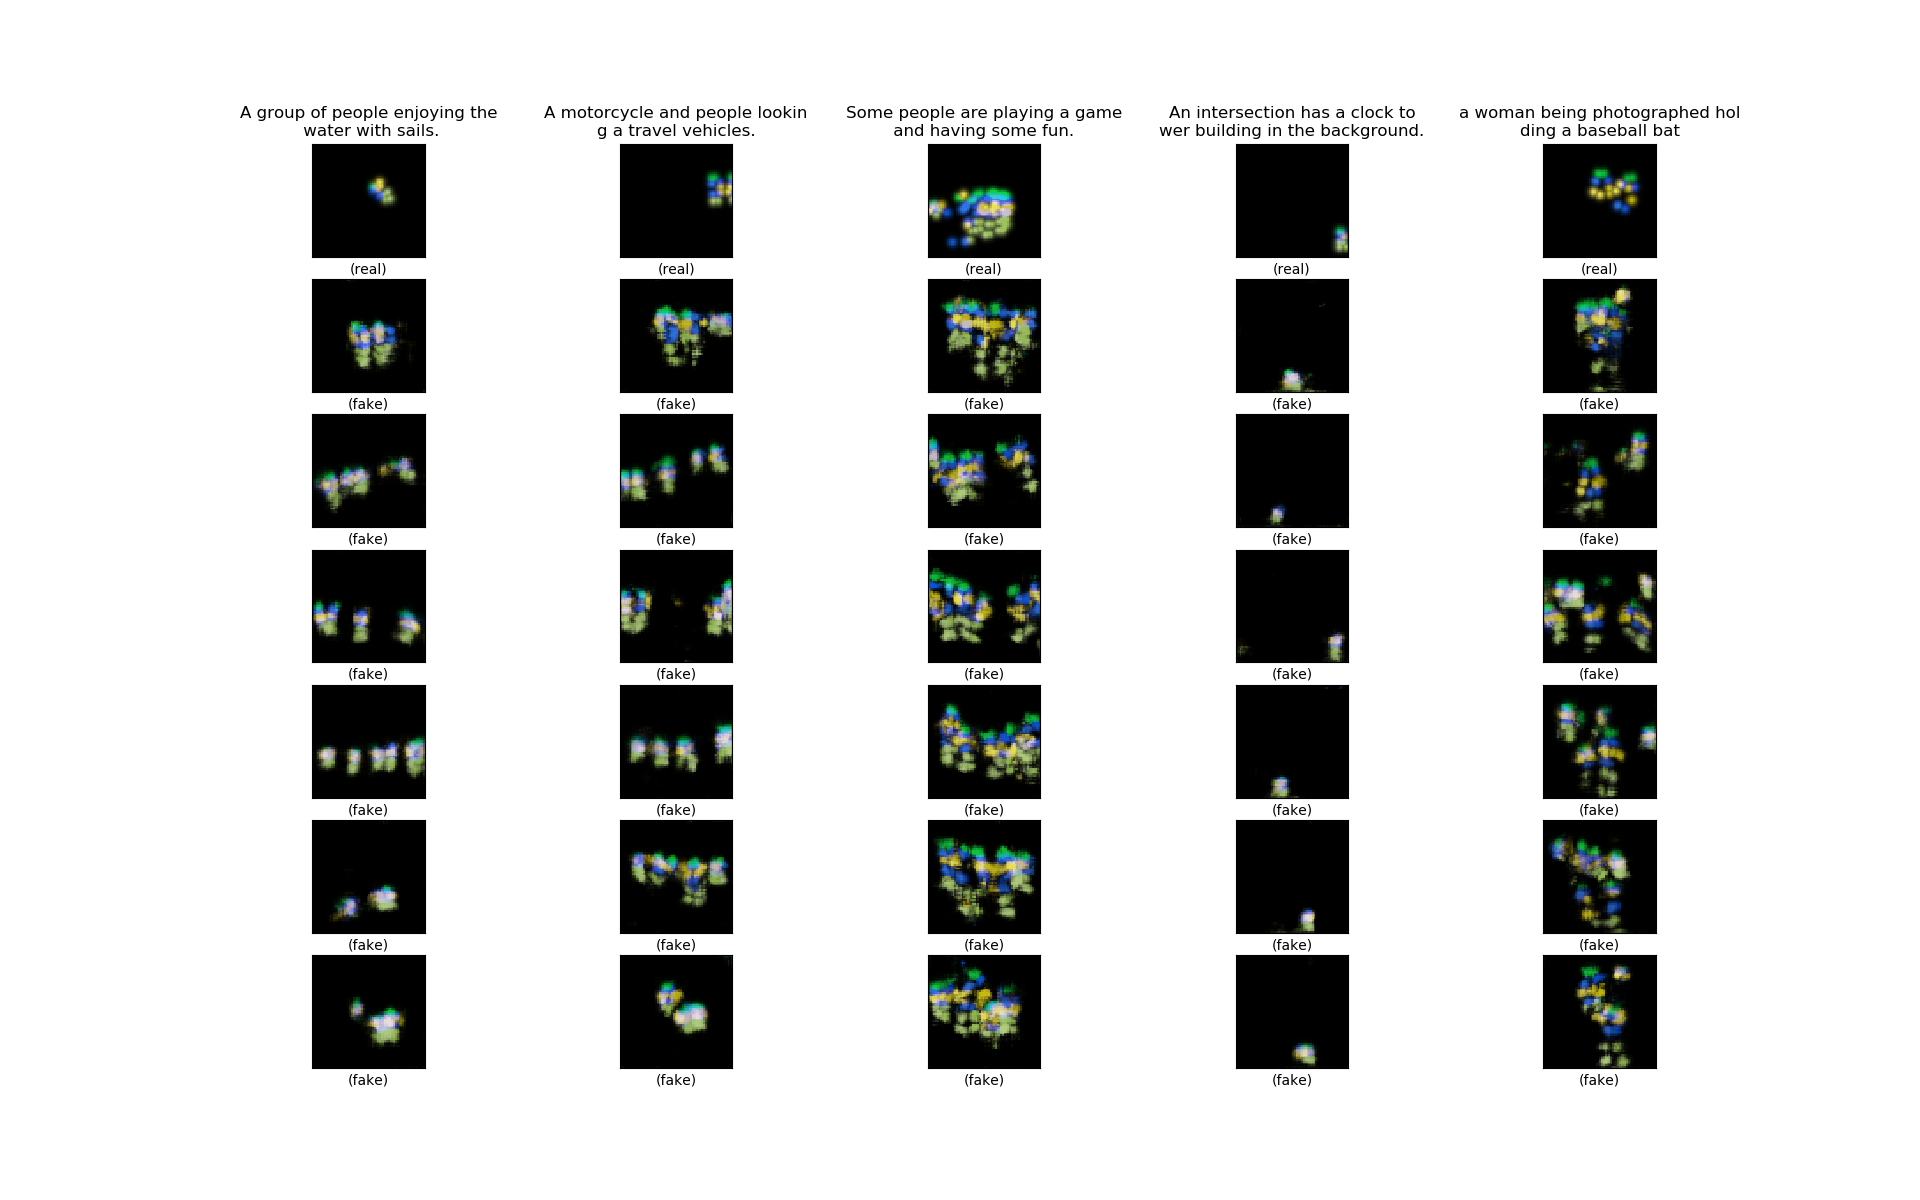 A group of people enjoying the
water with sails.
A motorcycle and people lookin
g a travel vehicles.
Some people are playing a game
and having some fun.
An intersection has a clock to
wer building in the background.
a woman being photographed hol
ding a baseball bat
(real) (real) (real) (real) (real)
(fake) (fake) (fake) (fake) (fake)
(fake) (fake) (fake) (fake) (fake)
(fake) (fake) (fake) (fake) (fake)
(fake) (fake) (fake) (fake) (fake)
(fake) (fake) (fake) (fake) (fake)
(fake) (fake) (fake) (fake) (fake)